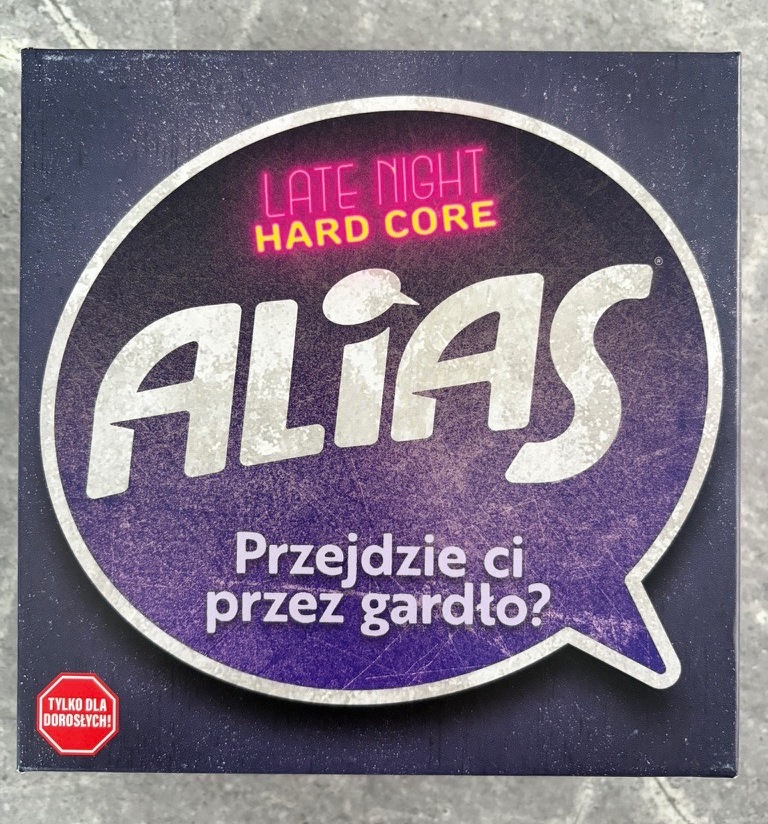 LATE NIGHT
HARD CORE
ALiAS®
Przejdzie ci
przez gardło?
TYLKO DLA
DOROSŁYCH!